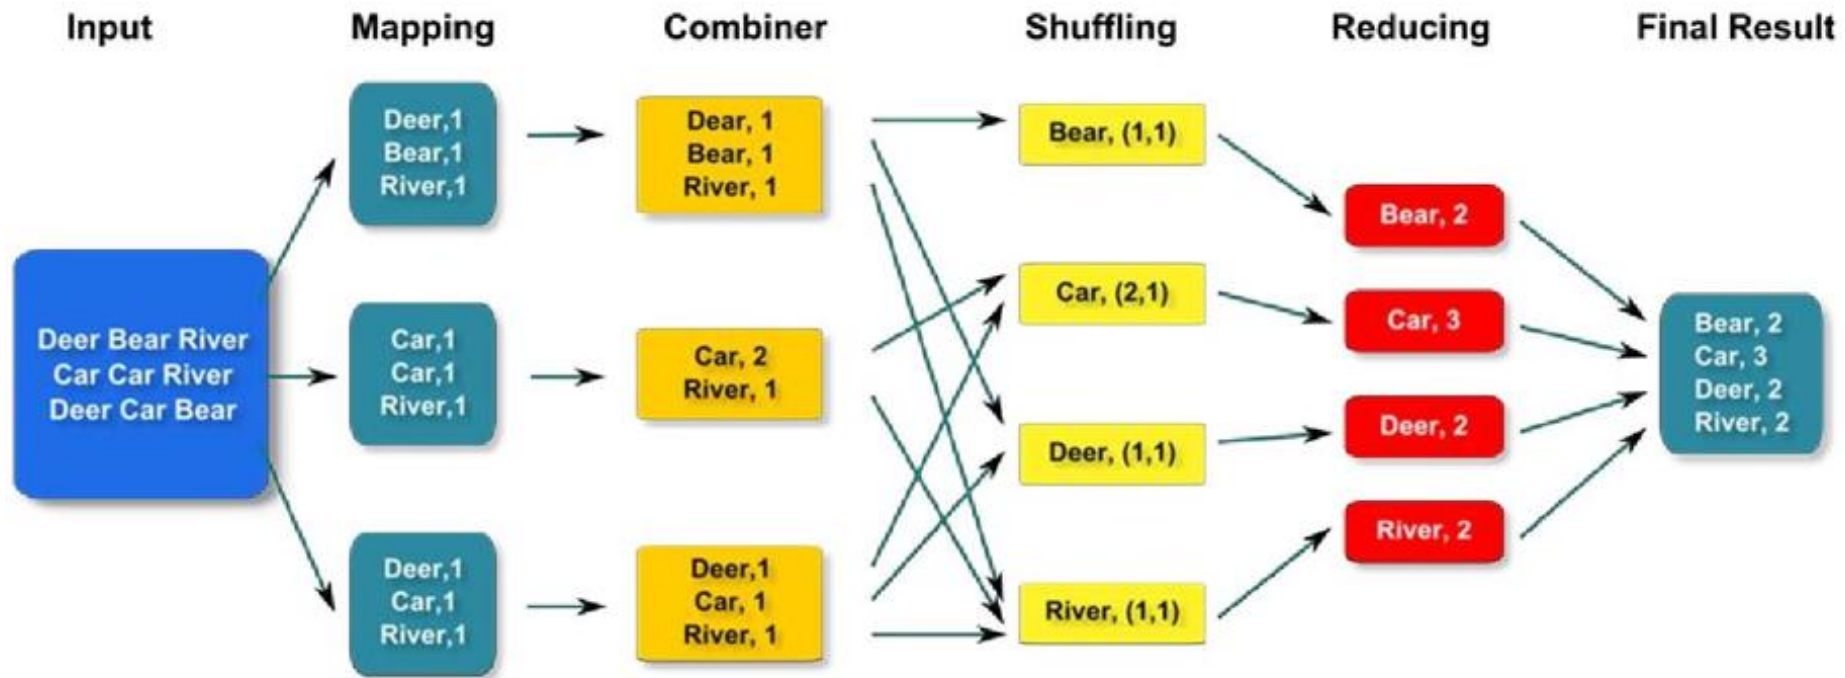 Input
Mapping
Combiner
Shuffling
Reducing
Final Result
Deer Bear River
Car Car River
Deer Car Bear
Deer,1
Bear,1
River,1
Car,1
Car,1
River,1
Deer,1
Car,1
River,1
Dear, 1
Bear, 1
River, 1
Car, 2
River, 1
Deer,1
Car, 1
River, 1
Bear, (1,1)
Car, (2,1)
Deer, (1,1)
River, (1,1)
Bear, 2
Car, 3
Deer, 2
River, 2
Bear, 2
Car, 3
Deer, 2
River, 2